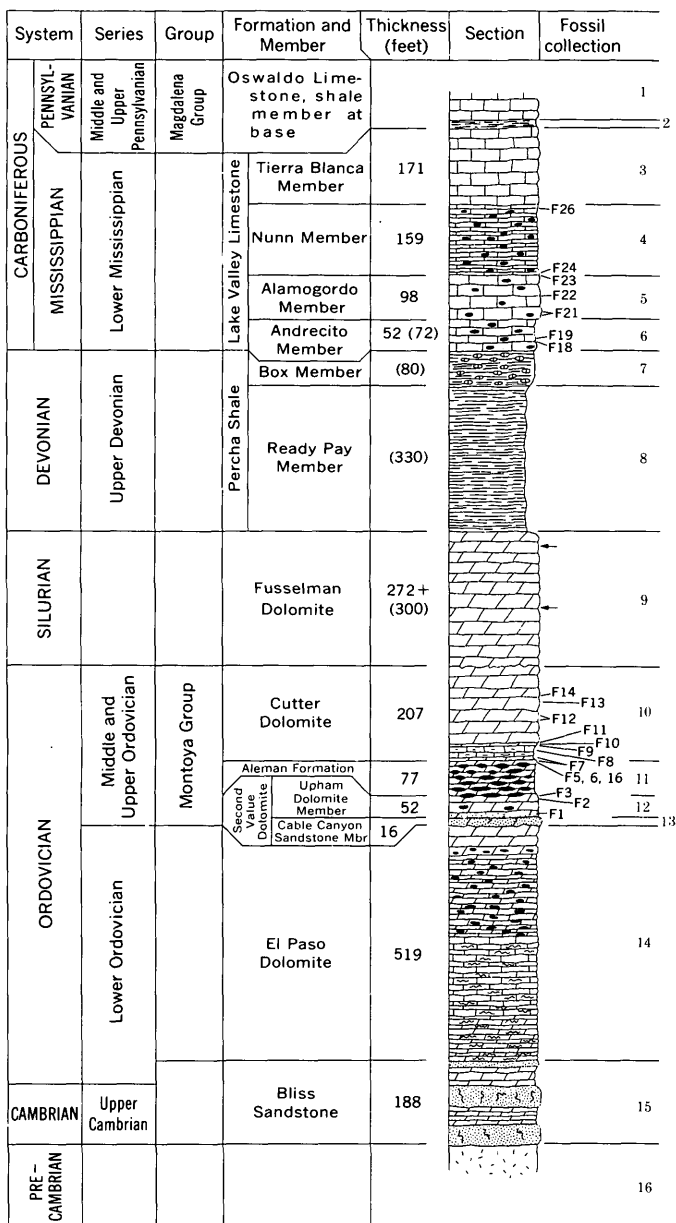 System
Series
Group
Formation and
Member
Thickness
(feet)
Section
Fossil
collection
CARBONIFEROUS
PENNSYL-
VANIAN
Middle and
Upper
Pennsylvanian
Magdalena
Group
Oswaldo Lime-
stone, shale
member at
base
1
2
MISSISSIPPIAN
Lower Mississippian
Lake Valley Limestone
Tierra Blanca
Member
171
3
F26
Nunn Member
159
4
F24
F23
Alamogordo
Member
98
F22
5
F21
Andrecito
Member
52 (72)
F19
6
F18
DEVONIAN
Upper Devonian
Percha Shale
Box Member
(80)
7
Ready Pay
Member
(330)
8
SILURIAN
Fusselman
Dolomite
272+
(300)
9
ORDOVICIAN
Middle and
Upper Ordovician
Montoya Group
Cutter
Dolomite
207
F14
F13
10
F12
F11
F10
F9
F8
F7
Aleman Formation
77
F5, 6, 16
11
Second
Value
Dolomite
Upham
Dolomite
Member
52
F3
F2
12
F1
Cable Canyon
Sandstone Mbr
16
13
Lower Ordovician
El Paso
Dolomite
519
14
CAMBRIAN
Upper
Cambrian
Bliss
Sandstone
188
15
PRE-
CAMBRIAN
16